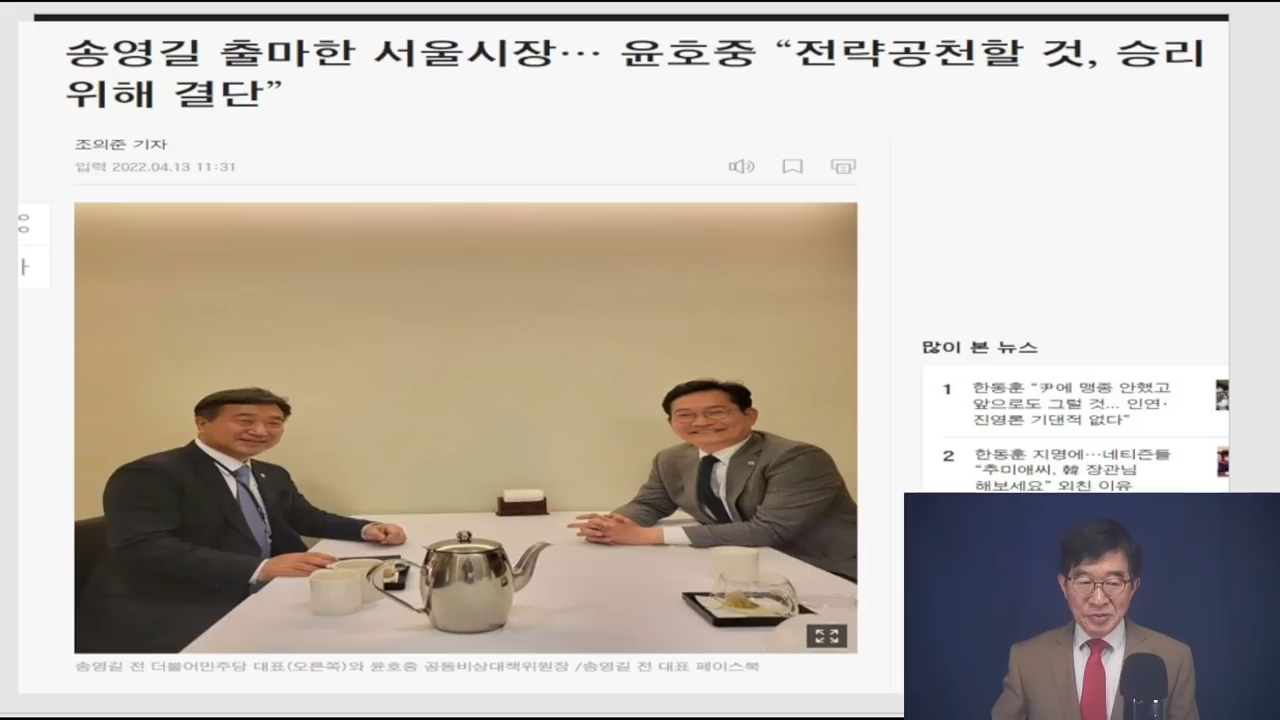 송영길 출마한 서울시장… 윤호중 “전략공천할 것, 승리
위해 결단”
조의준 기자
입력 2022.04.13 11:31
많이 본 뉴스
1 한동훈 “尹에 맹종 안했고
앞으로도 그럴 것... 인연·
진영론 기댄적 없다”
2 한동훈 지명에…네티즌들
“추미애씨, 韓 장관님
해보세요” 외친 이유
송영길 전 더불어민주당 대표(오른쪽)와 윤호중 공동비상대책위원장 /송영길 전 대표 페이스북